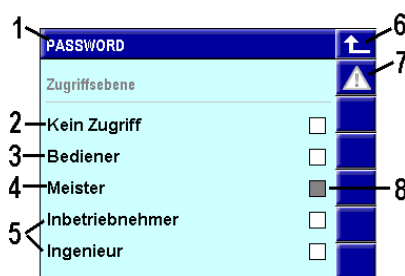 1 PASSWORD 6
7
Zugriffsebene
2 Kein Zugriff
3 Bediener
4 Meister 8
5 Inbetriebnehmer
Ingenieur